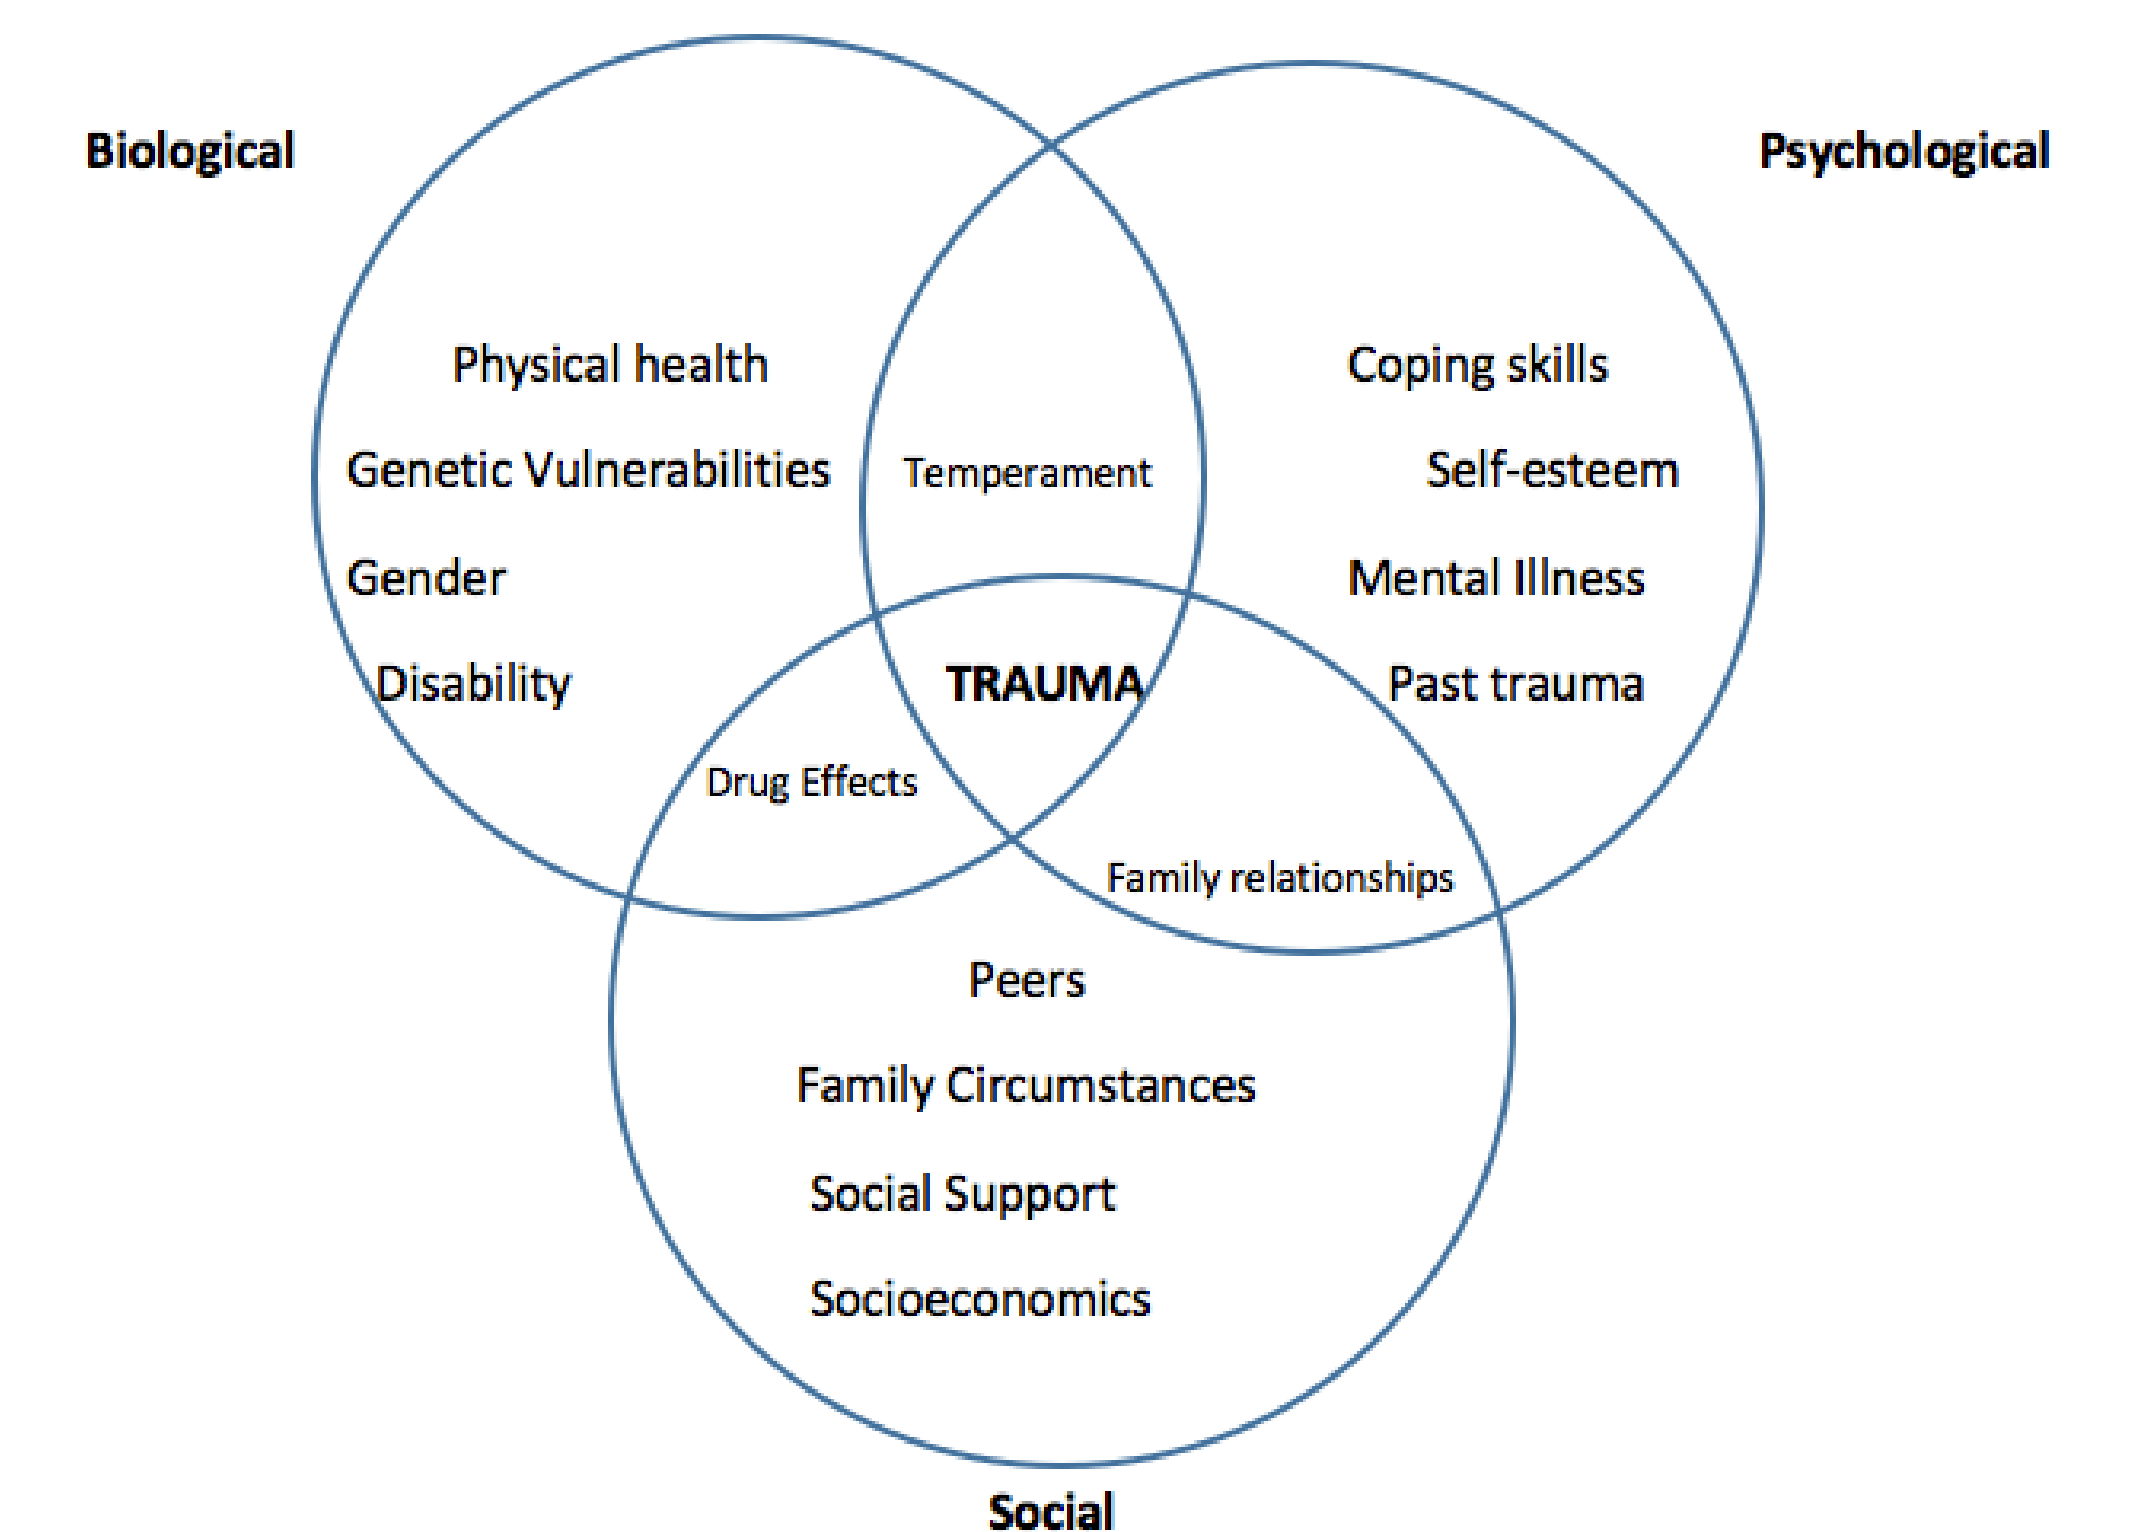 Biological
Psychological
Physical health
Coping skills
Genetic Vulnerabilities
Temperament
Self-esteem
Gender
Mental Illness
Disability
TRAUMA
Past trauma
Drug Effects
Family relationships
Peers
Family Circumstances
Social Support
Socioeconomics
Social